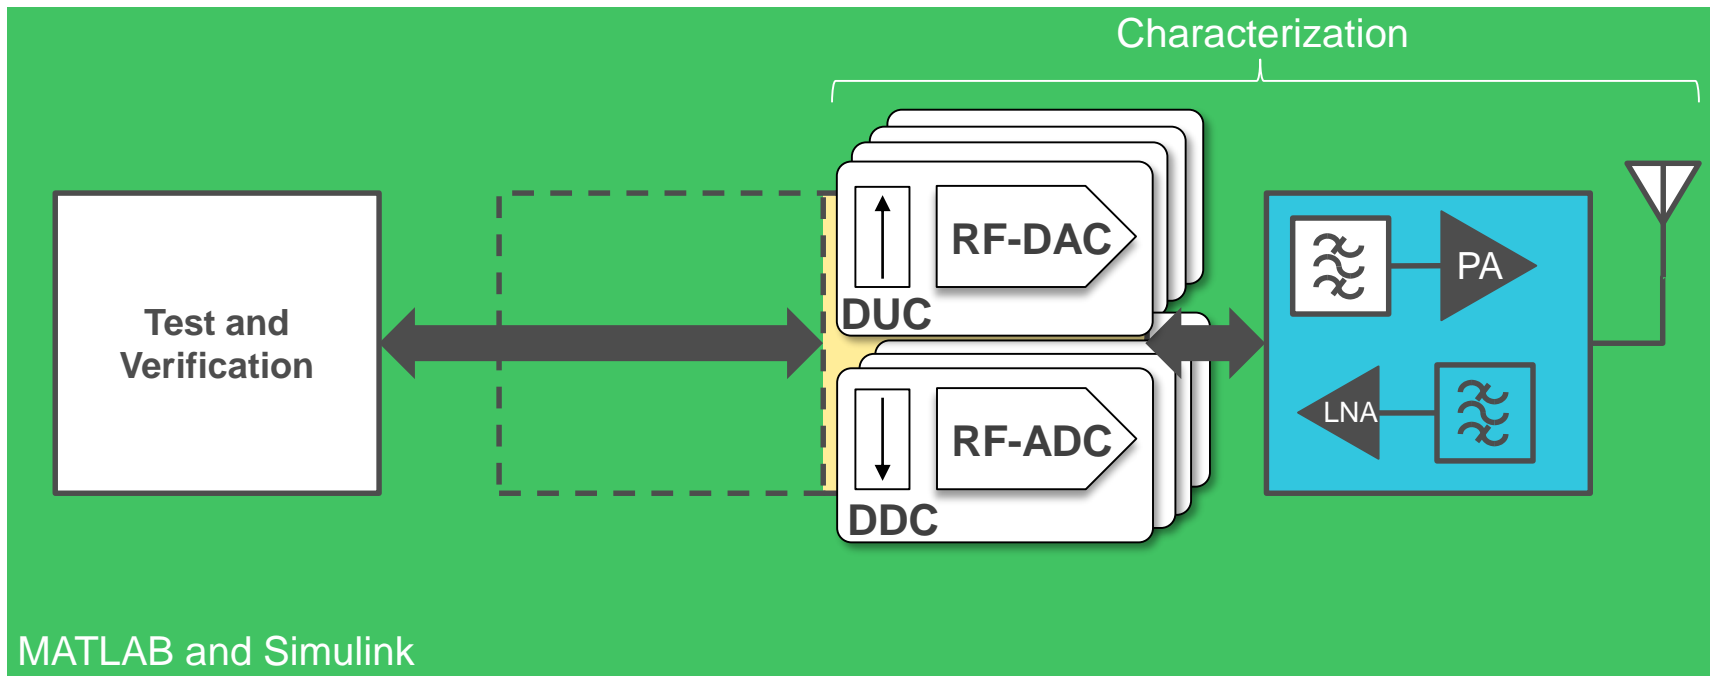 Characterization
Test and
Verification
RF-DAC
DUC
RF-ADC
DDC
PA
LNA
MATLAB and Simulink